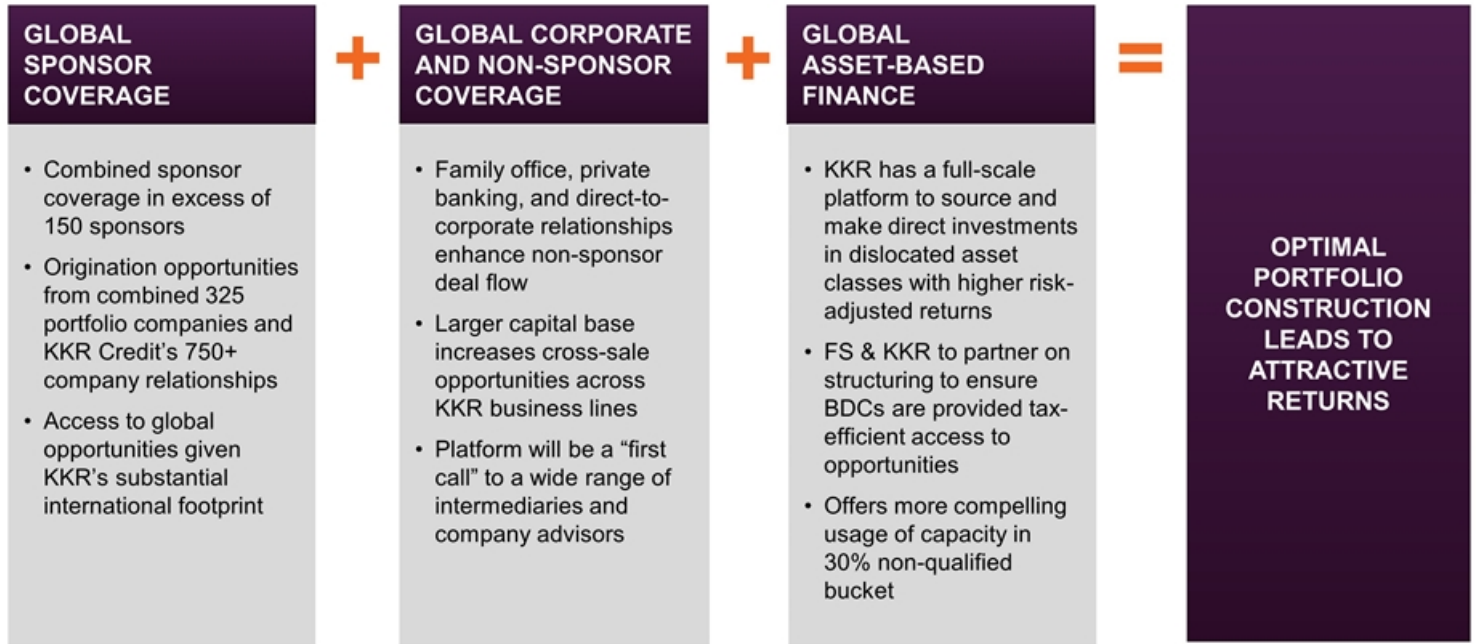 GLOBAL
SPONSOR
COVERAGE
• Combined sponsor
coverage in excess of
150 sponsors
• Origination opportunities
from combined 325
portfolio companies and
KKR Credit’s 750+
company relationships
• Access to global
opportunities given
KKR’s substantial
international footprint
+
GLOBAL CORPORATE
AND NON-SPONSOR
COVERAGE
• Family office, private
banking, and direct-to-
corporate relationships
enhance non-sponsor
deal flow
• Larger capital base
increases cross-sale
opportunities across
KKR business lines
• Platform will be a “first
call” to a wide range of
intermediaries and
company advisors
+
GLOBAL
ASSET-BASED
FINANCE
• KKR has a full-scale
platform to source and
make direct investments
in dislocated asset
classes with higher risk-
adjusted returns
• FS & KKR to partner on
structuring to ensure
BDCs are provided tax-
efficient access to
opportunities
• Offers more compelling
usage of capacity in
30% non-qualified
bucket
=
OPTIMAL
PORTFOLIO
CONSTRUCTION
LEADS TO
ATTRACTIVE
RETURNS